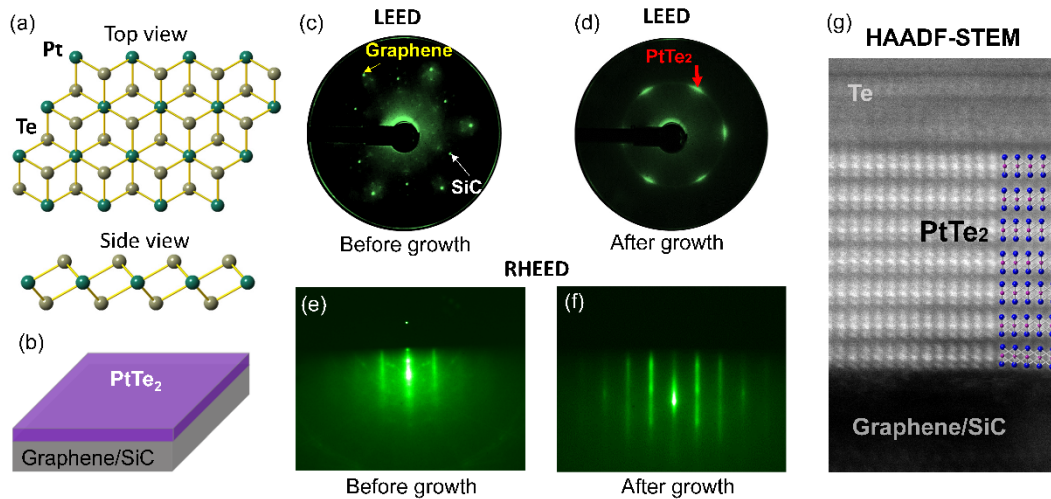 (a)
Top view
Pt
Te
Side view
(b)
PtTe₂
Graphene/SiC
(c)
LEED
Graphene
SiC
Before growth
(d)
LEED
PtTe₂
After growth
RHEED
(e)
Before growth
(f)
After growth
(g)
HAADF-STEM
Te
PtTe₂
Graphene/SiC